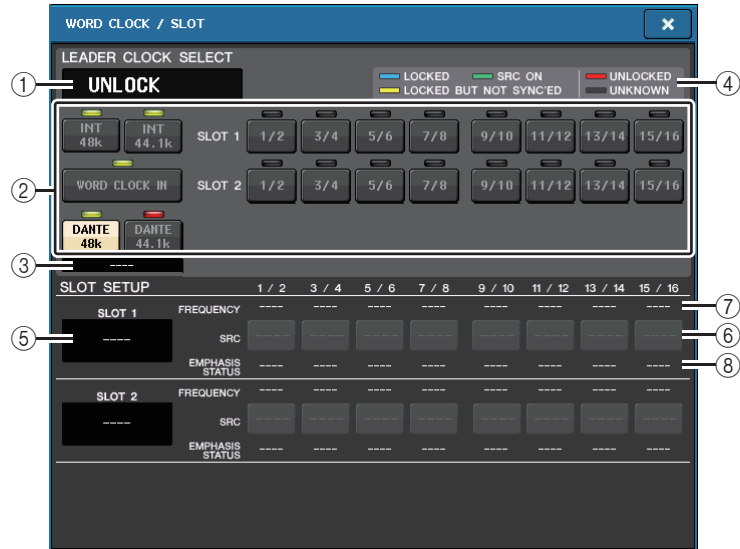 WORD CLOCK / SLOT ×
LEADER CLOCK SELECT
① UNLOCK
LOCKED SRC ON UNLOCKED ④
LOCKED BUT NOT SYNC'ED UNKNOWN
INT 48k INT 44.1k SLOT 1 1/2 3/4 5/6 7/8 9/10 11/12 13/14 15/16
② WORD CLOCK IN SLOT 2 1/2 3/4 5/6 7/8 9/10 11/12 13/14 15/16
DANTE 48k DANTE 44.1k
③ ----
SLOT SETUP 1 / 2 3 / 4 5 / 6 7 / 8 9 / 10 11 / 12 13 / 14 15 / 16
SLOT 1 FREQUENCY ---- ---- ---- ---- ---- ---- ---- ---- ⑦
⑤ ---- SRC ---- ---- ---- ---- ---- ---- ---- ---- ⑥
EMPHASIS STATUS ---- ---- ---- ---- ---- ---- ---- ---- ⑧
SLOT 2 FREQUENCY ---- ---- ---- ---- ---- ---- ---- ----
---- SRC ---- ---- ---- ---- ---- ---- ---- ----
EMPHASIS STATUS ---- ---- ---- ---- ---- ---- ---- ----